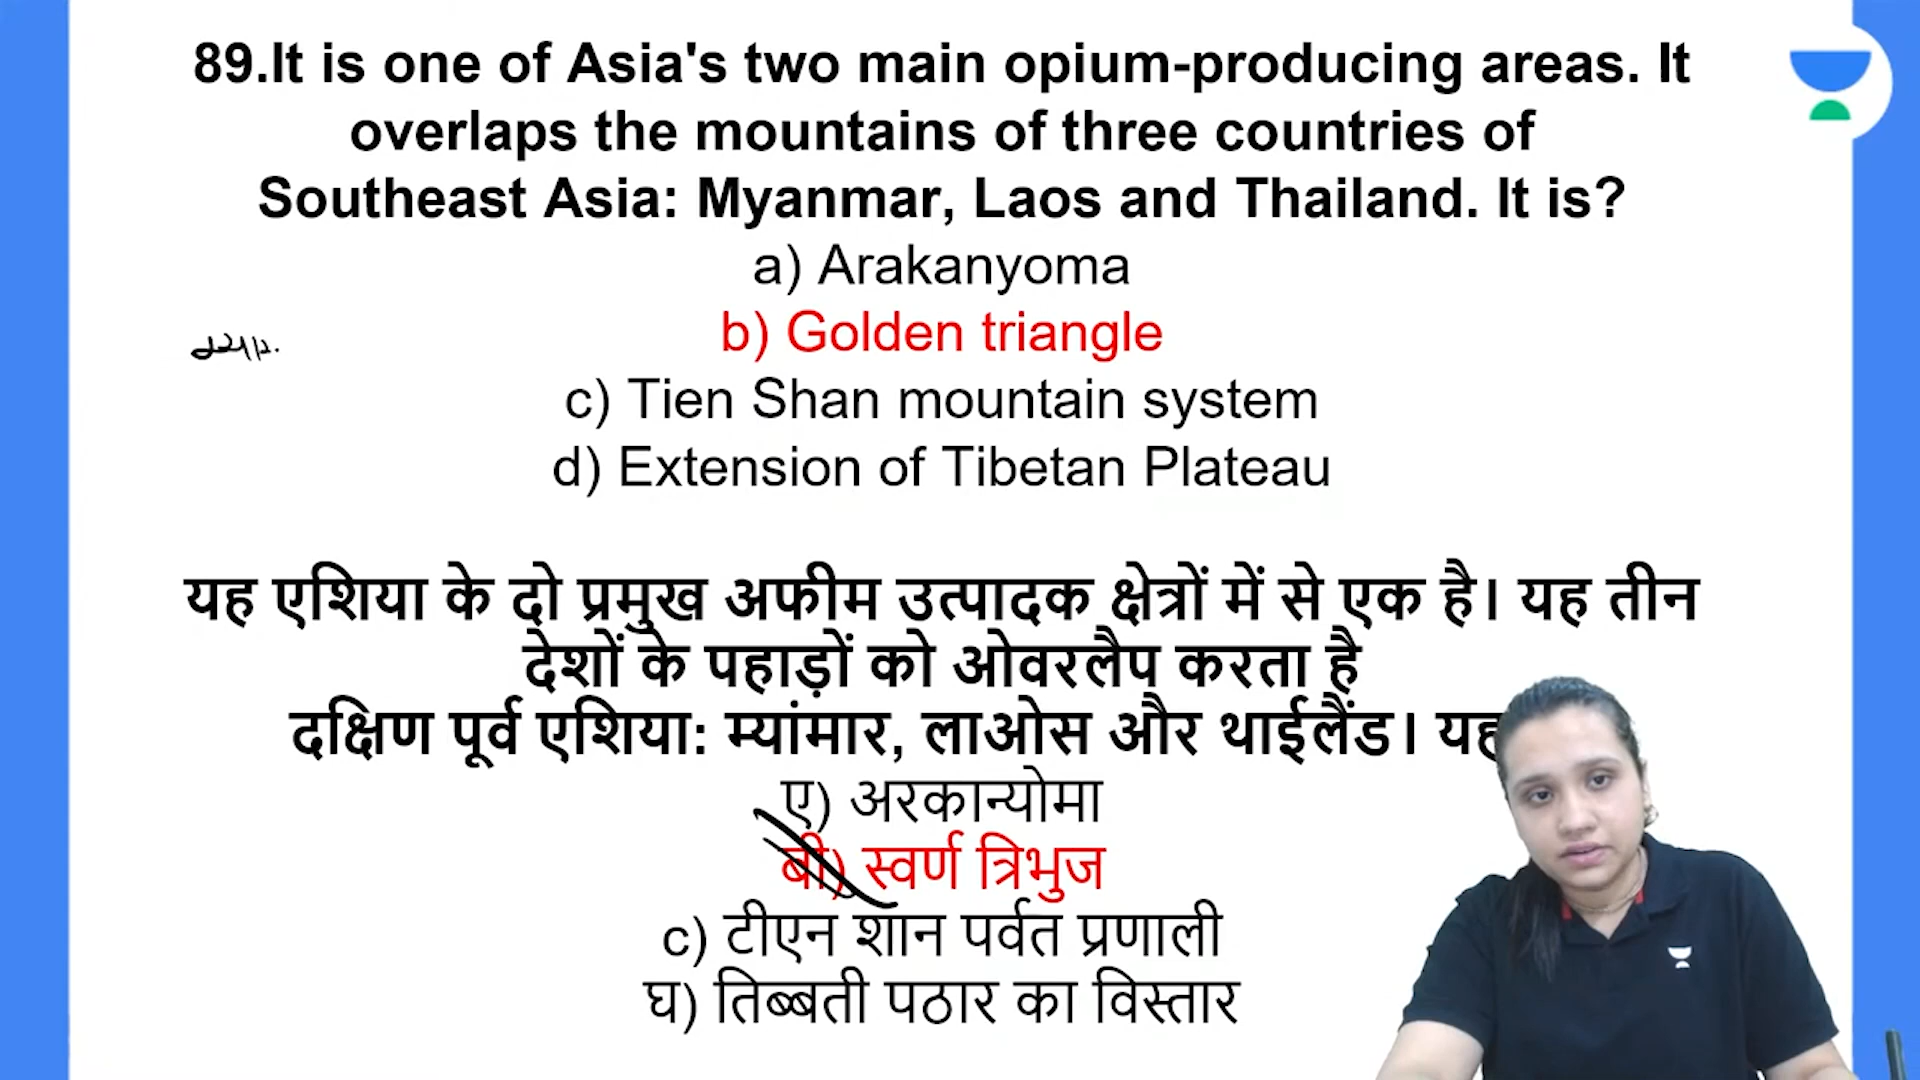 89.It is one of Asia's two main opium-producing areas. It
overlaps the mountains of three countries of
Southeast Asia: Myanmar, Laos and Thailand. It is?
a) Arakanyoma
b) Golden triangle
c) Tien Shan mountain system
d) Extension of Tibetan Plateau
यह एशिया के दो प्रमुख अफीम उत्पादक क्षेत्रों में से एक है। यह तीन
देशों के पहाड़ों को ओवरलैप करता है
दक्षिण पूर्व एशिया: म्यांमार, लाओस और थाईलैंड। यह
ए) अरकान्योमा
बी) स्वर्ण त्रिभुज
c) टीएन शान पर्वत प्रणाली
घ) तिब्बती पठार का विस्तार